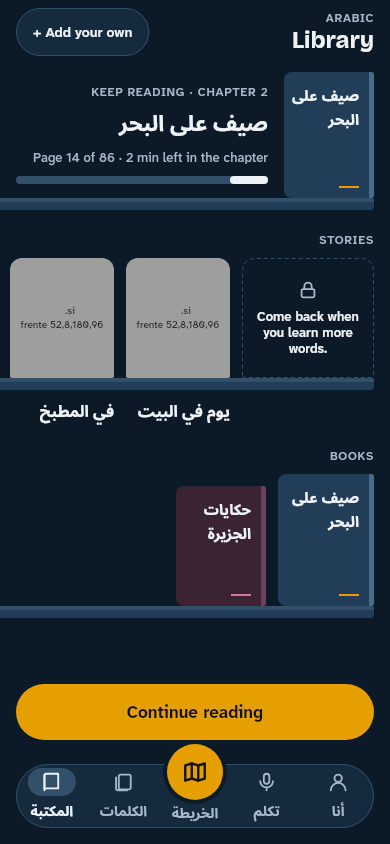 + Add your own
ARABIC
Library
صيف على
البحر
KEEP READING · CHAPTER 2
صيف على البحر
Page 14 of 86 · 2 min left in the chapter
STORIES
Come back when
you learn more
words.
.si
frente 52,8,180,96
.si
frente 52,8,180,96
يوم في البيت
في المطبخ
BOOKS
صيف على
البحر
حكايات
الجزيرة
Continue reading
أنا
تكلم
الخريطة
الكلمات
المكتبة